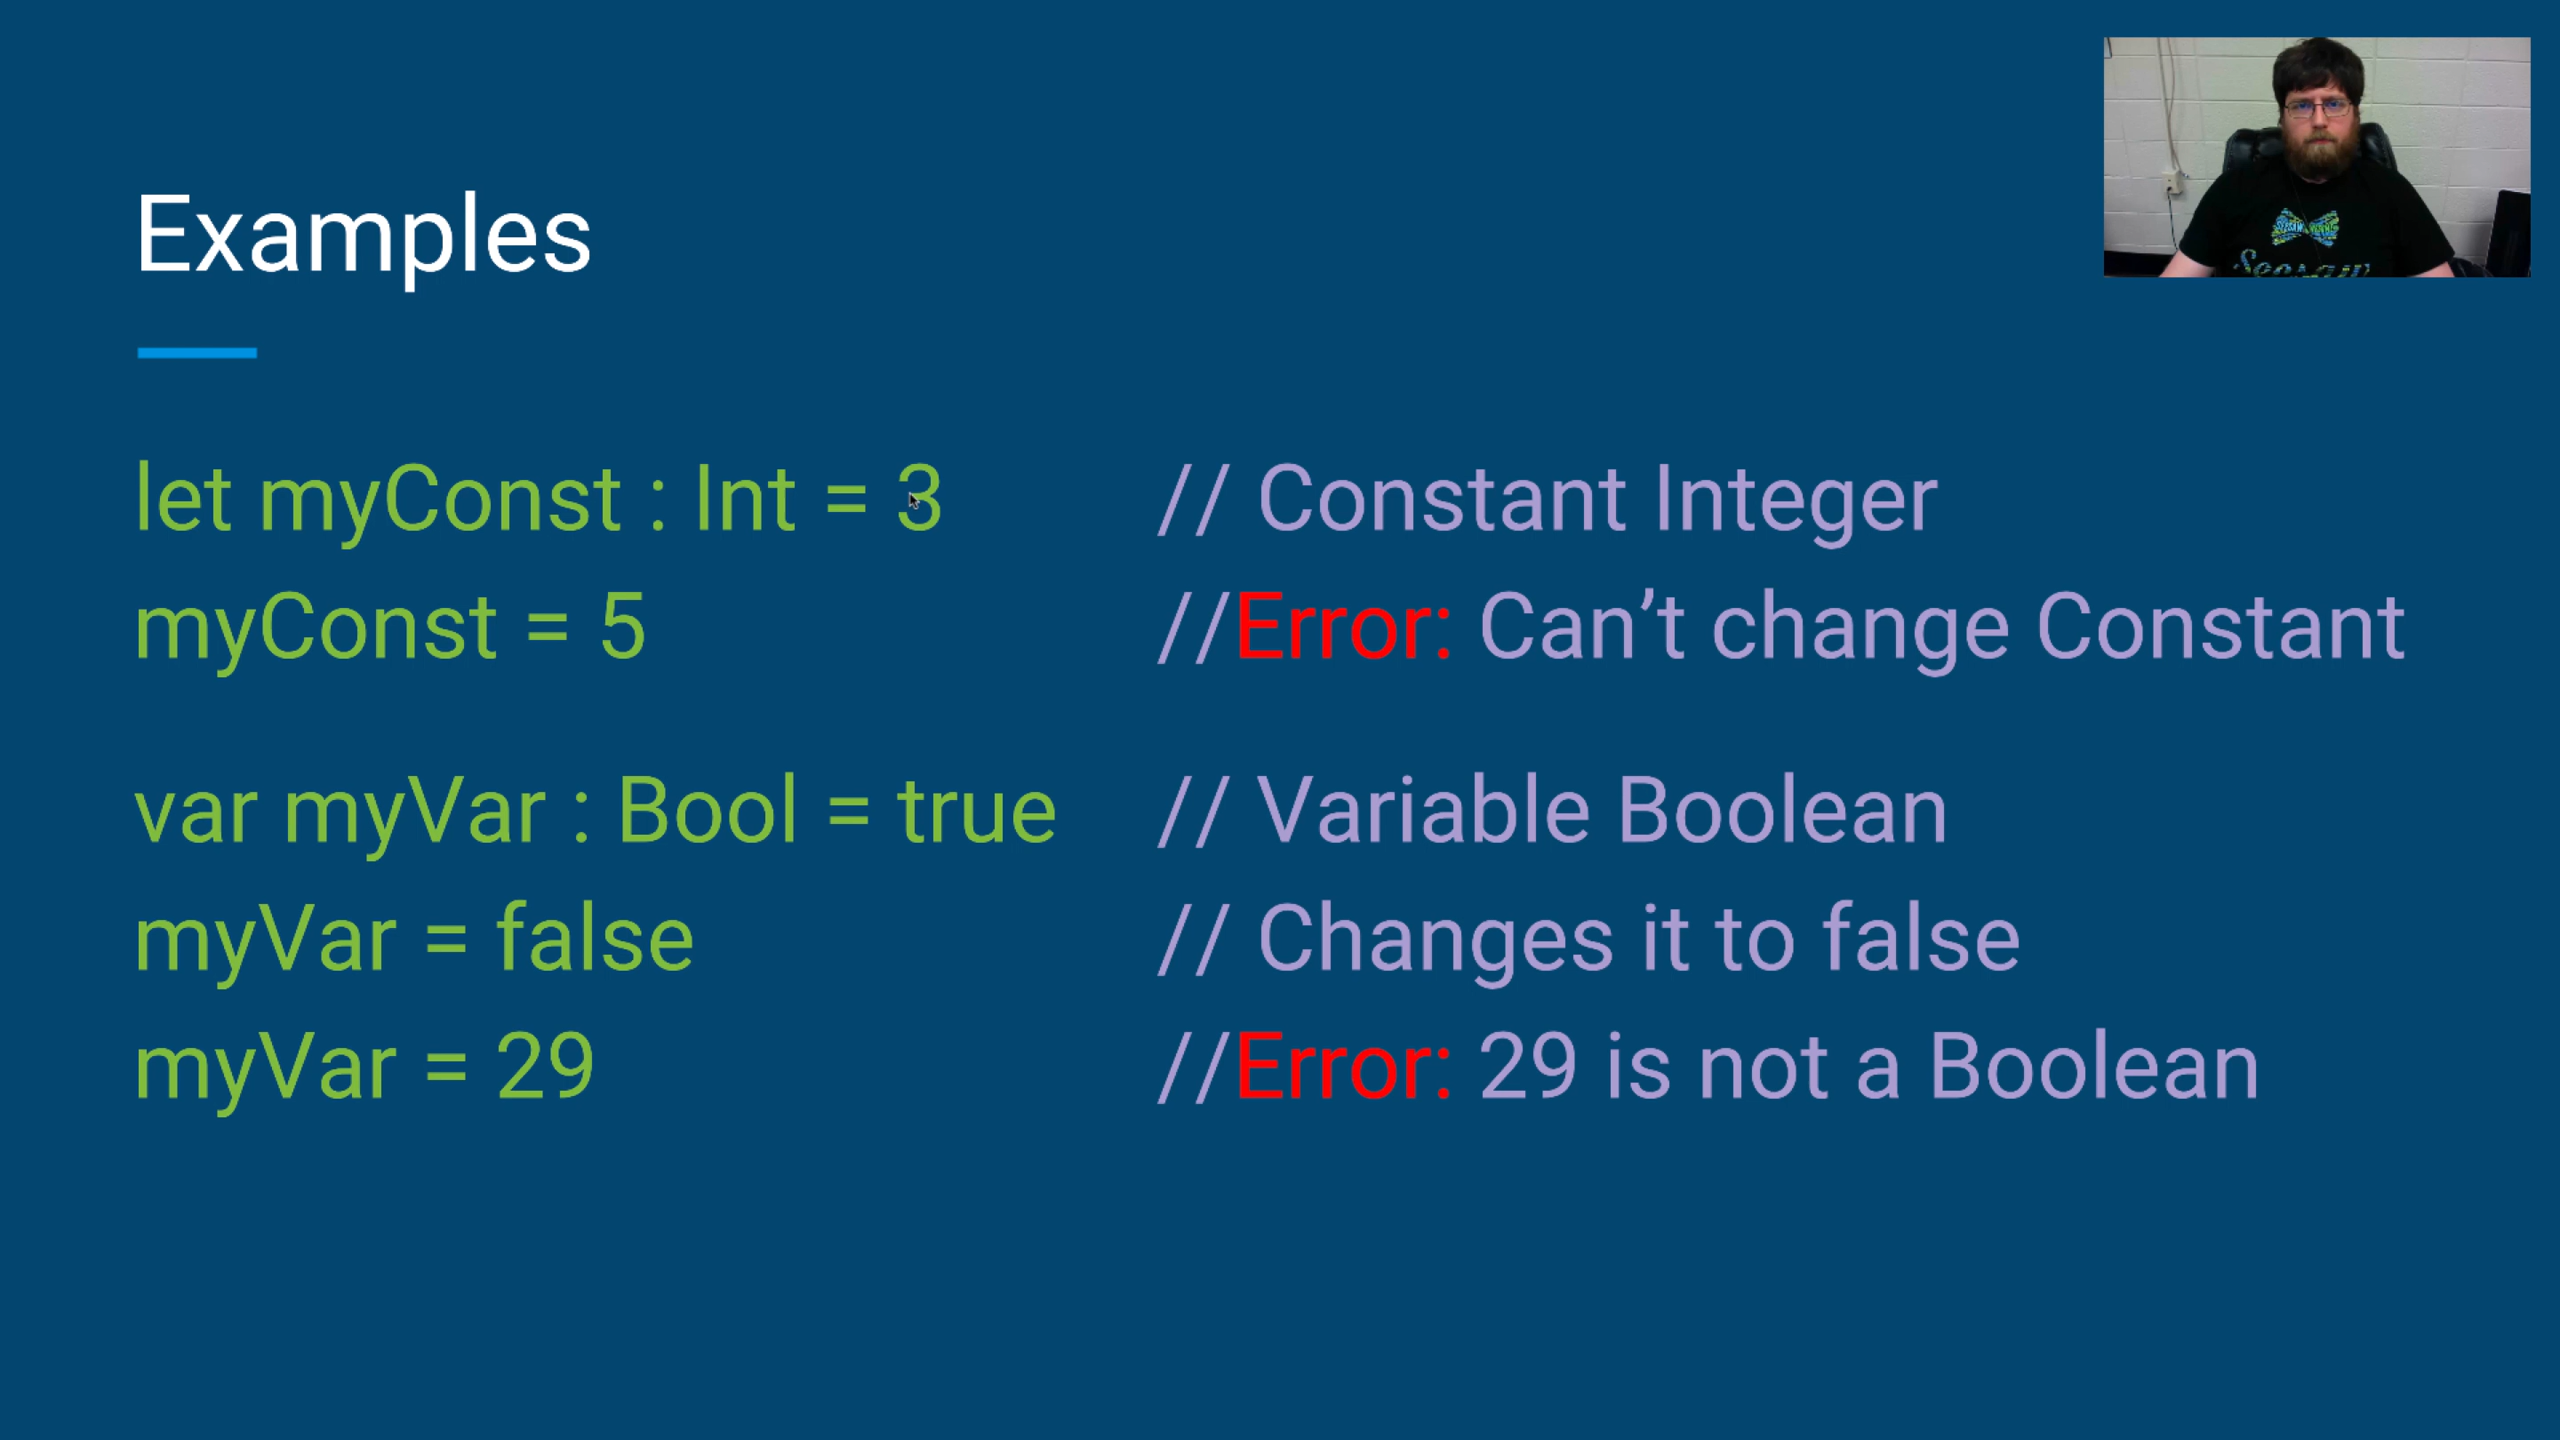 Examples
let myConst : Int = 3 // Constant Integer
myConst = 5 //Error: Can’t change Constant
var myVar : Bool = true // Variable Boolean
myVar = false // Changes it to false
myVar = 29 //Error: 29 is not a Boolean